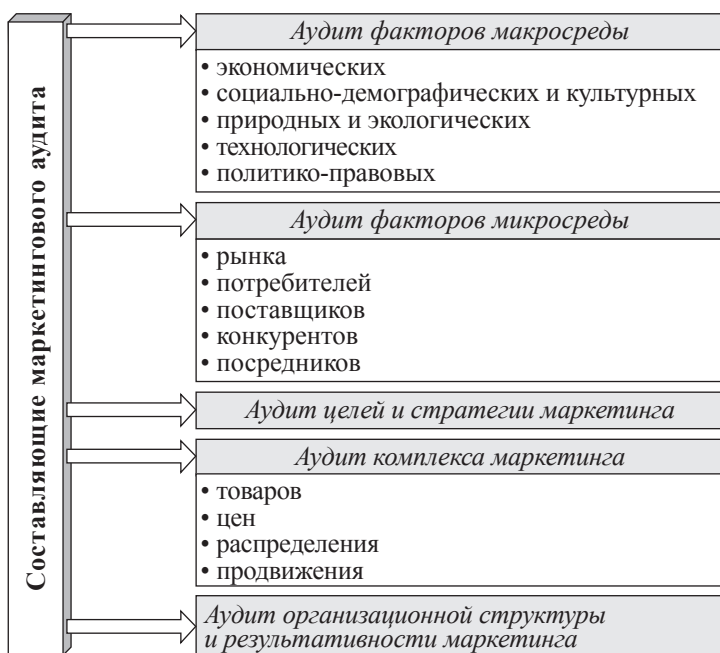 Составляющие маркетингового аудита
Аудит факторов макросреды
• экономических
• социально-демографических и культурных
• природных и экологических
• технологических
• политико-правовых
Аудит факторов микросреды
• рынка
• потребителей
• поставщиков
• конкурентов
• посредников
Аудит целей и стратегии маркетинга
Аудит комплекса маркетинга
• товаров
• цен
• распределения
• продвижения
Аудит организационной структуры
и результативности маркетинга